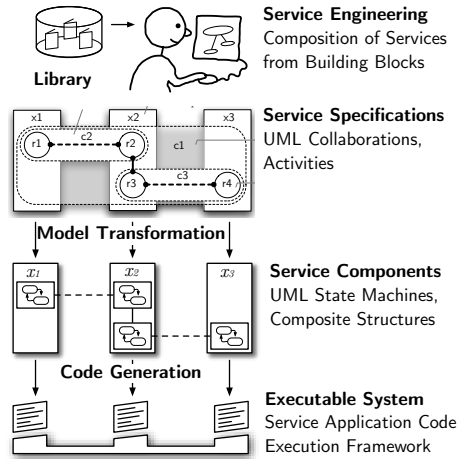 Service Engineering
Composition of Services
from Building Blocks
Library
x1 x2 x3
Service Specifications
UML Collaborations,
Activities
c2
c1
r1 r2
c3
r3 r4
Model Transformation
x1 x2 x3
Service Components
UML State Machines,
Composite Structures
Code Generation
Executable System
Service Application Code
Execution Framework